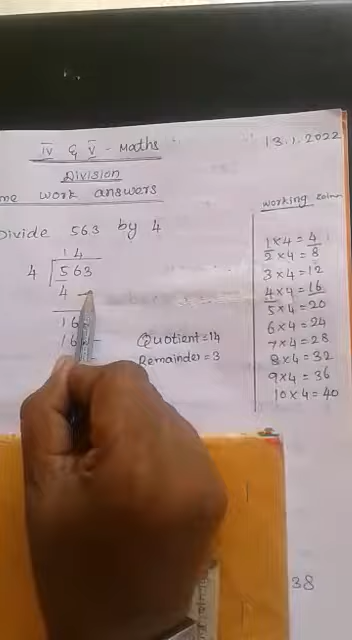 IV & V - Maths
13.1.2022
Division
me work answers
Divide 563 by 4
14
4 563
4
16
16
Quotient = 14
Remainder = 3
working colmn
1×4 = 4
2×4 = 8
3×4 = 12
4×4 = 16
5×4 = 20
6×4 = 24
7×4 = 28
8×4 = 32
9×4 = 36
10×4 = 40
38